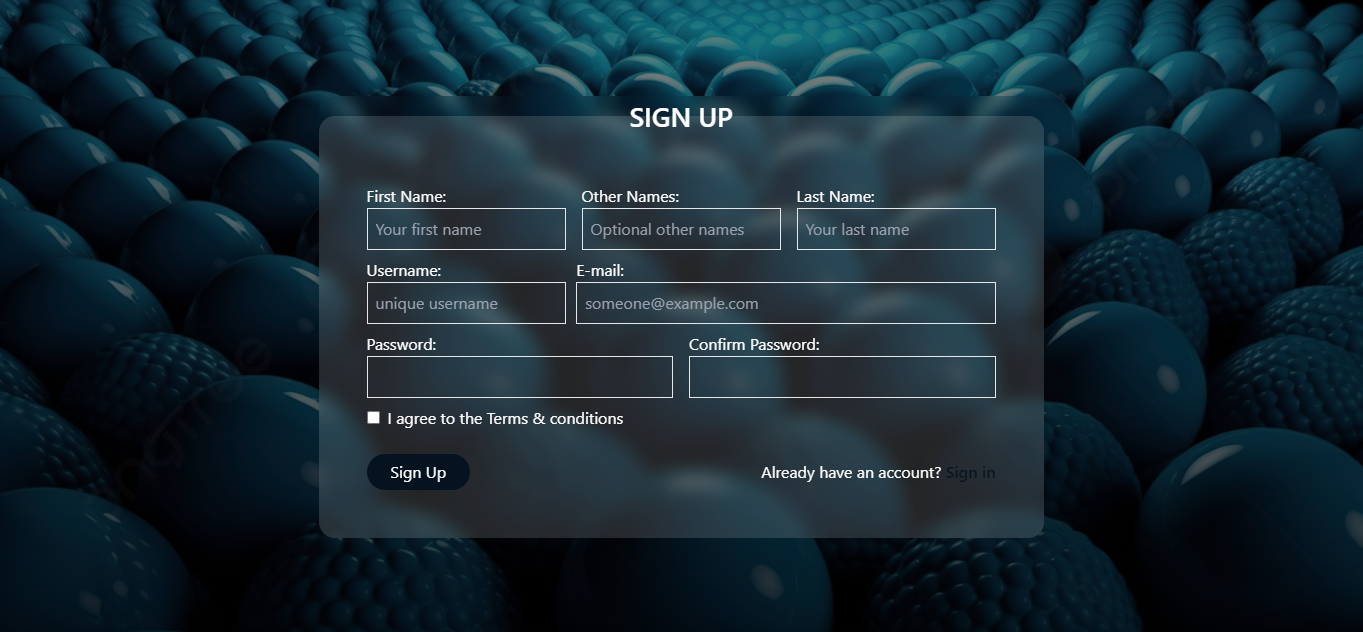 SIGN UP
First Name: Other Names: Last Name:
Your first name Optional other names Your last name
Username: E-mail:
unique username someone@example.com
Password: Confirm Password:
I agree to the Terms & conditions
Sign Up Already have an account? Sign in